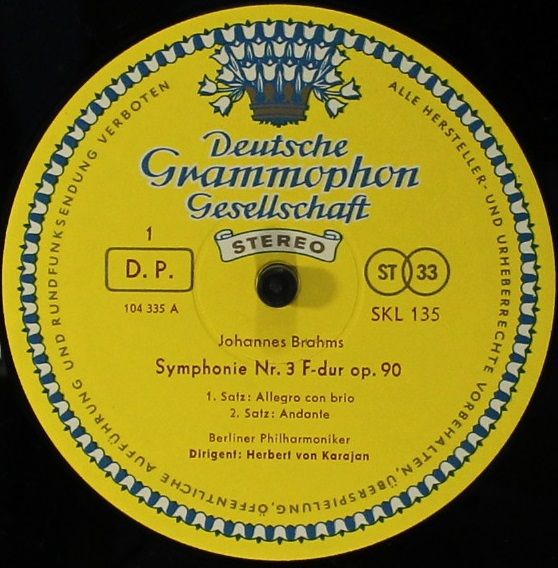 Deutsche
Grammophon
Gesellschaft
STEREO
1
D. P.
104 335 A
ST 33
SKL 135
Johannes Brahms
Symphonie Nr. 3 F-dur op. 90
1. Satz: Allegro con brio
2. Satz: Andante
Berliner Philharmoniker
Dirigent: Herbert von Karajan
ALLE HERSTELLER- UND URHEBERRECHTE VORBEHALTEN, ÜBERSPIELUNG, ÖFFENTLICHE AUFFÜHRUNG UND RUNDFUNKSENDUNG VERBOTEN